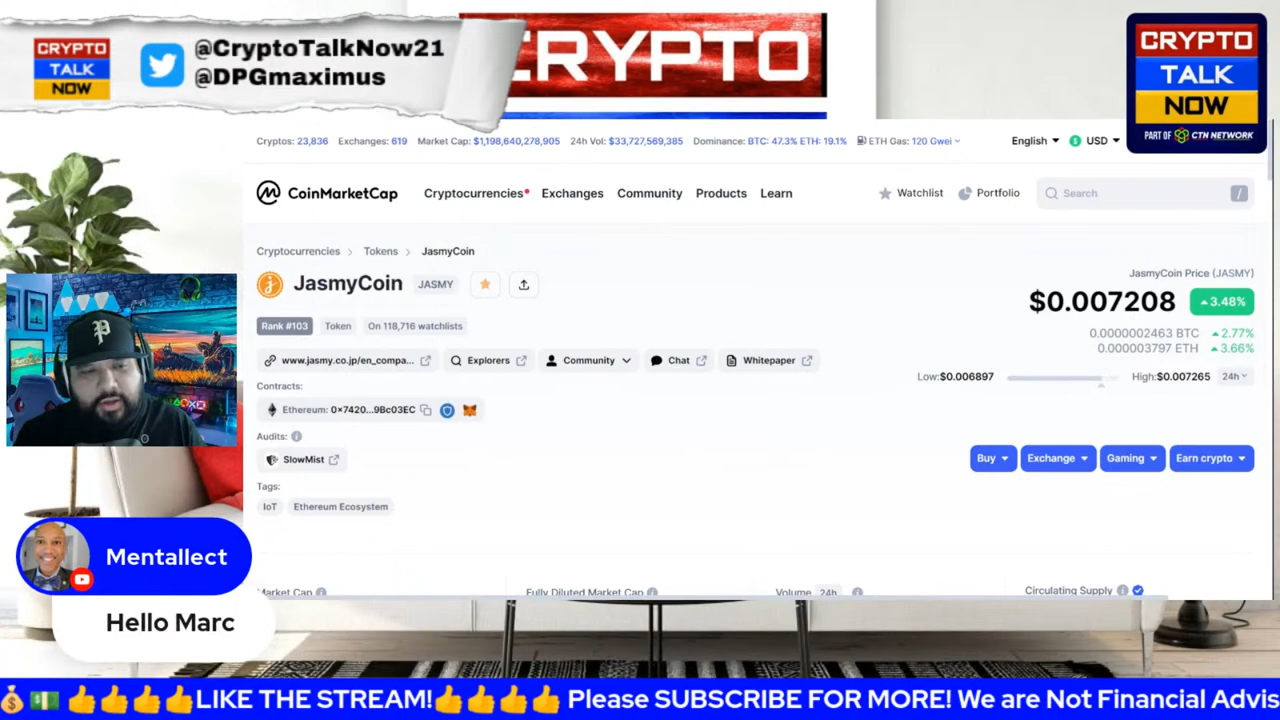 CRYPTO
TALK
NOW
@CryptoTalkNow21
@DPGmaximus
CRYPTO
CRYPTO
TALK
NOW
PART OF CTN NETWORK
Cryptos: 23,836 Exchanges: 619 Market Cap: $1,198,640,278,905 24h Vol: $33,727,569,385 Dominance: BTC: 47.3% ETH: 19.1% ETH Gas: 120 Gwei English USD
CoinMarketCap Cryptocurrencies Exchanges Community Products Learn Watchlist Portfolio Search /
Cryptocurrencies > Tokens > JasmyCoin
JasmyCoin JASMY
JasmyCoin Price (JASMY)
$0.007208 3.48%
Rank #103 Token On 118,716 watchlists
0.0000002463 BTC 2.77%
0.000003797 ETH 3.66%
www.jasmy.co.jp/en_compa... Explorers Community Chat Whitepaper
Low:$0.006897 High:$0.007265 24h
Contracts:
Ethereum: 0x7420...9Bc03EC
Audits:
SlowMist
Buy Exchange Gaming Earn crypto
Tags:
IoT Ethereum Ecosystem
Market Cap Fully Diluted Market Cap Volume 24h Circulating Supply
P
Mentallect
Hello Marc
LIKE THE STREAM! Please SUBSCRIBE FOR MORE! We are Not Financial Advis